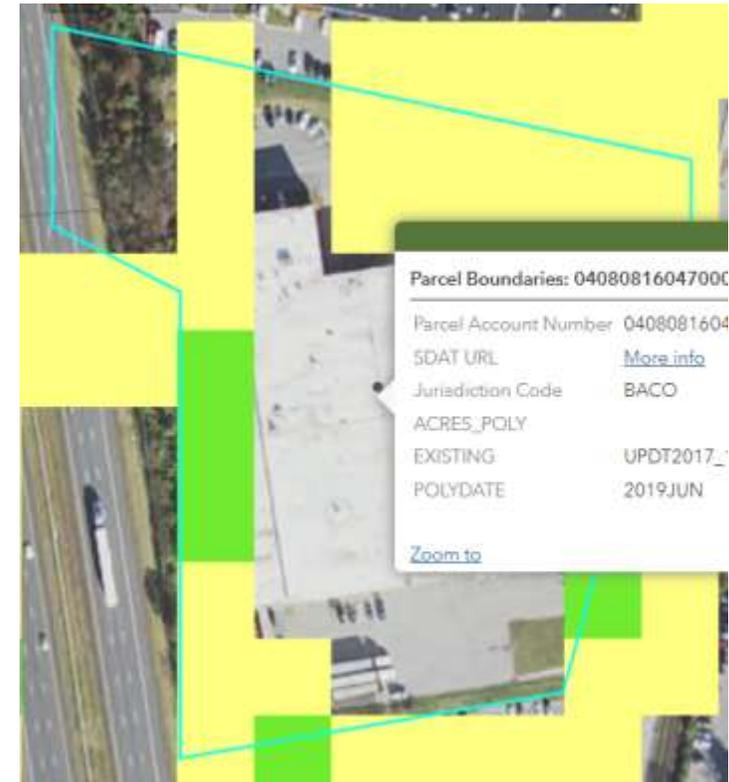 Parcel Boundaries: 04080816047000
Parcel Account Number 0408081604
SDAT URL More info
Jurisdiction Code BACO
ACRES_POLY
EXISTING UPDT2017_
POLYDATE 2019JUN
Zoom to